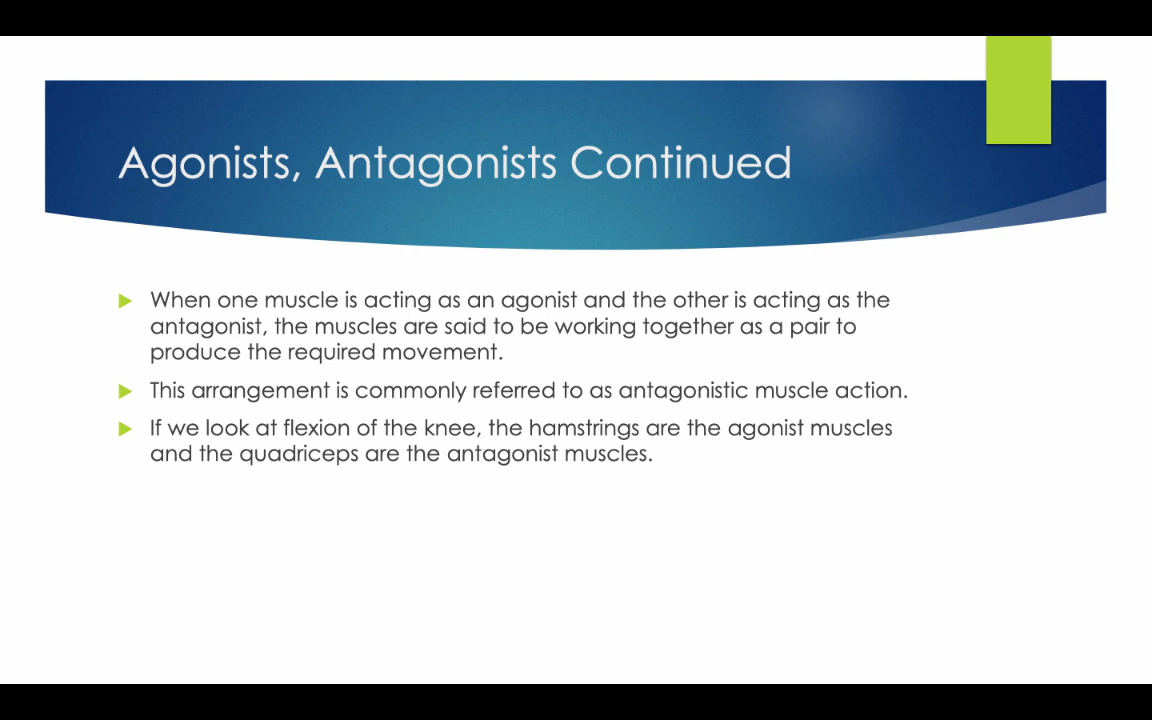 Agonists, Antagonists Continued
When one muscle is acting as an agonist and the other is acting as the
antagonist, the muscles are said to be working together as a pair to
produce the required movement.
This arrangement is commonly referred to as antagonistic muscle action.
If we look at flexion of the knee, the hamstrings are the agonist muscles
and the quadriceps are the antagonist muscles.